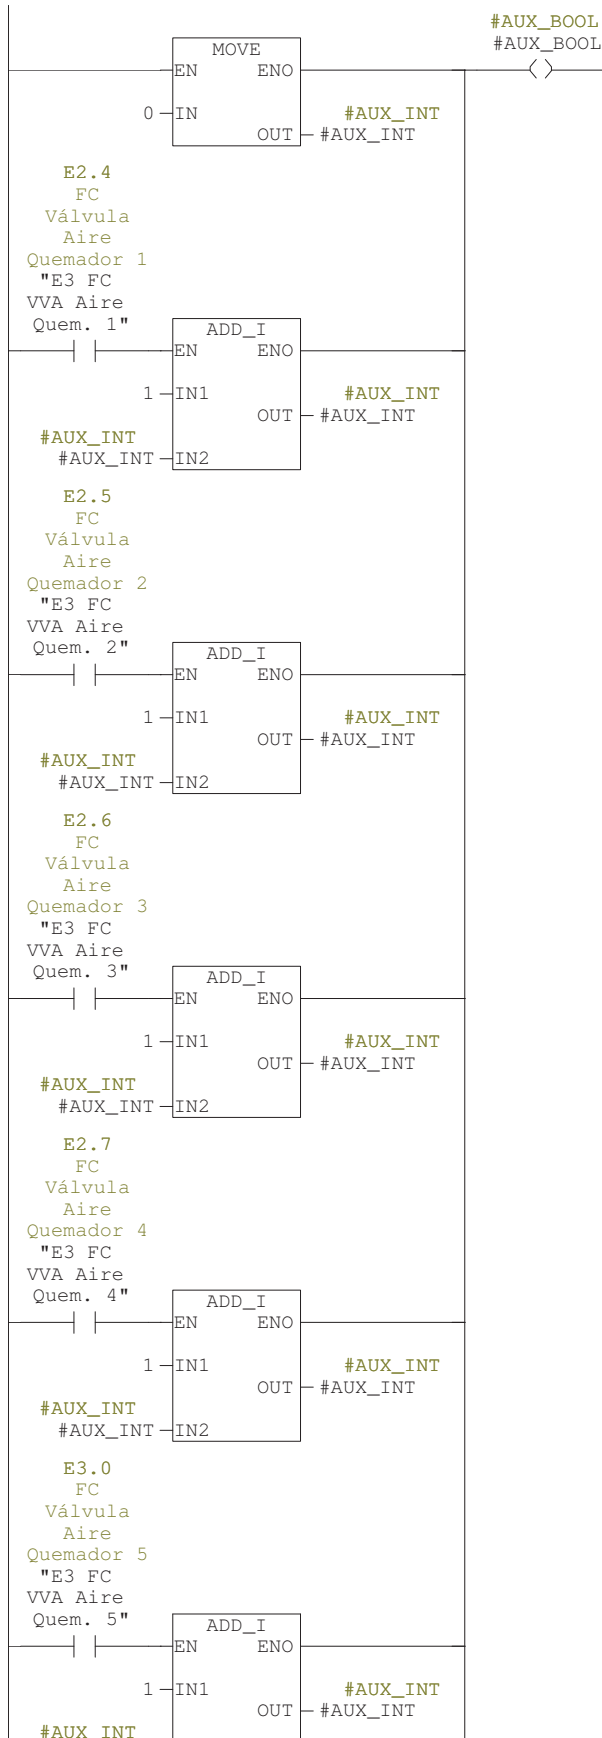 #AUX_BOOL
#AUX_BOOL
MOVE
EN ENO
0 IN
#AUX_INT
OUT #AUX_INT
E2.4
FC
Válvula
Aire
Quemador 1
"E3 FC
VVA Aire
Quem. 1"
ADD_I
EN ENO
1 IN1
#AUX_INT
OUT #AUX_INT
#AUX_INT
#AUX_INT IN2
E2.5
FC
Válvula
Aire
Quemador 2
"E3 FC
VVA Aire
Quem. 2"
ADD_I
EN ENO
1 IN1
#AUX_INT
OUT #AUX_INT
#AUX_INT
#AUX_INT IN2
E2.6
FC
Válvula
Aire
Quemador 3
"E3 FC
VVA Aire
Quem. 3"
ADD_I
EN ENO
1 IN1
#AUX_INT
OUT #AUX_INT
#AUX_INT
#AUX_INT IN2
E2.7
FC
Válvula
Aire
Quemador 4
"E3 FC
VVA Aire
Quem. 4"
ADD_I
EN ENO
1 IN1
#AUX_INT
OUT #AUX_INT
#AUX_INT
#AUX_INT IN2
E3.0
FC
Válvula
Aire
Quemador 5
"E3 FC
VVA Aire
Quem. 5"
ADD_I
EN ENO
1 IN1
#AUX_INT
OUT #AUX_INT
#AUX_INT